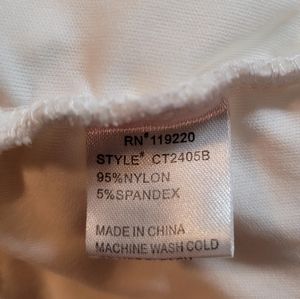 RN# 119220
STYLE# CT2405B
95%NYLON
5%SPANDEX
MADE IN CHINA
MACHINE WASH COLD